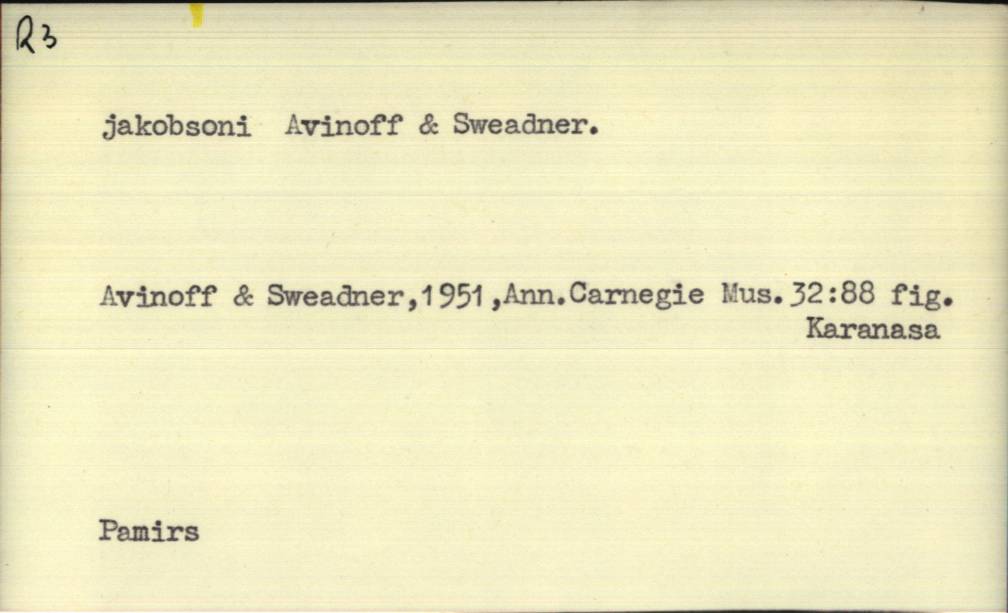 R3
jakobsoni Avinoff & Sweadner.
Avinoff & Sweadner,1951,Ann.Carnegie Mus.32:88 fig.
Karanasa
Pamirs